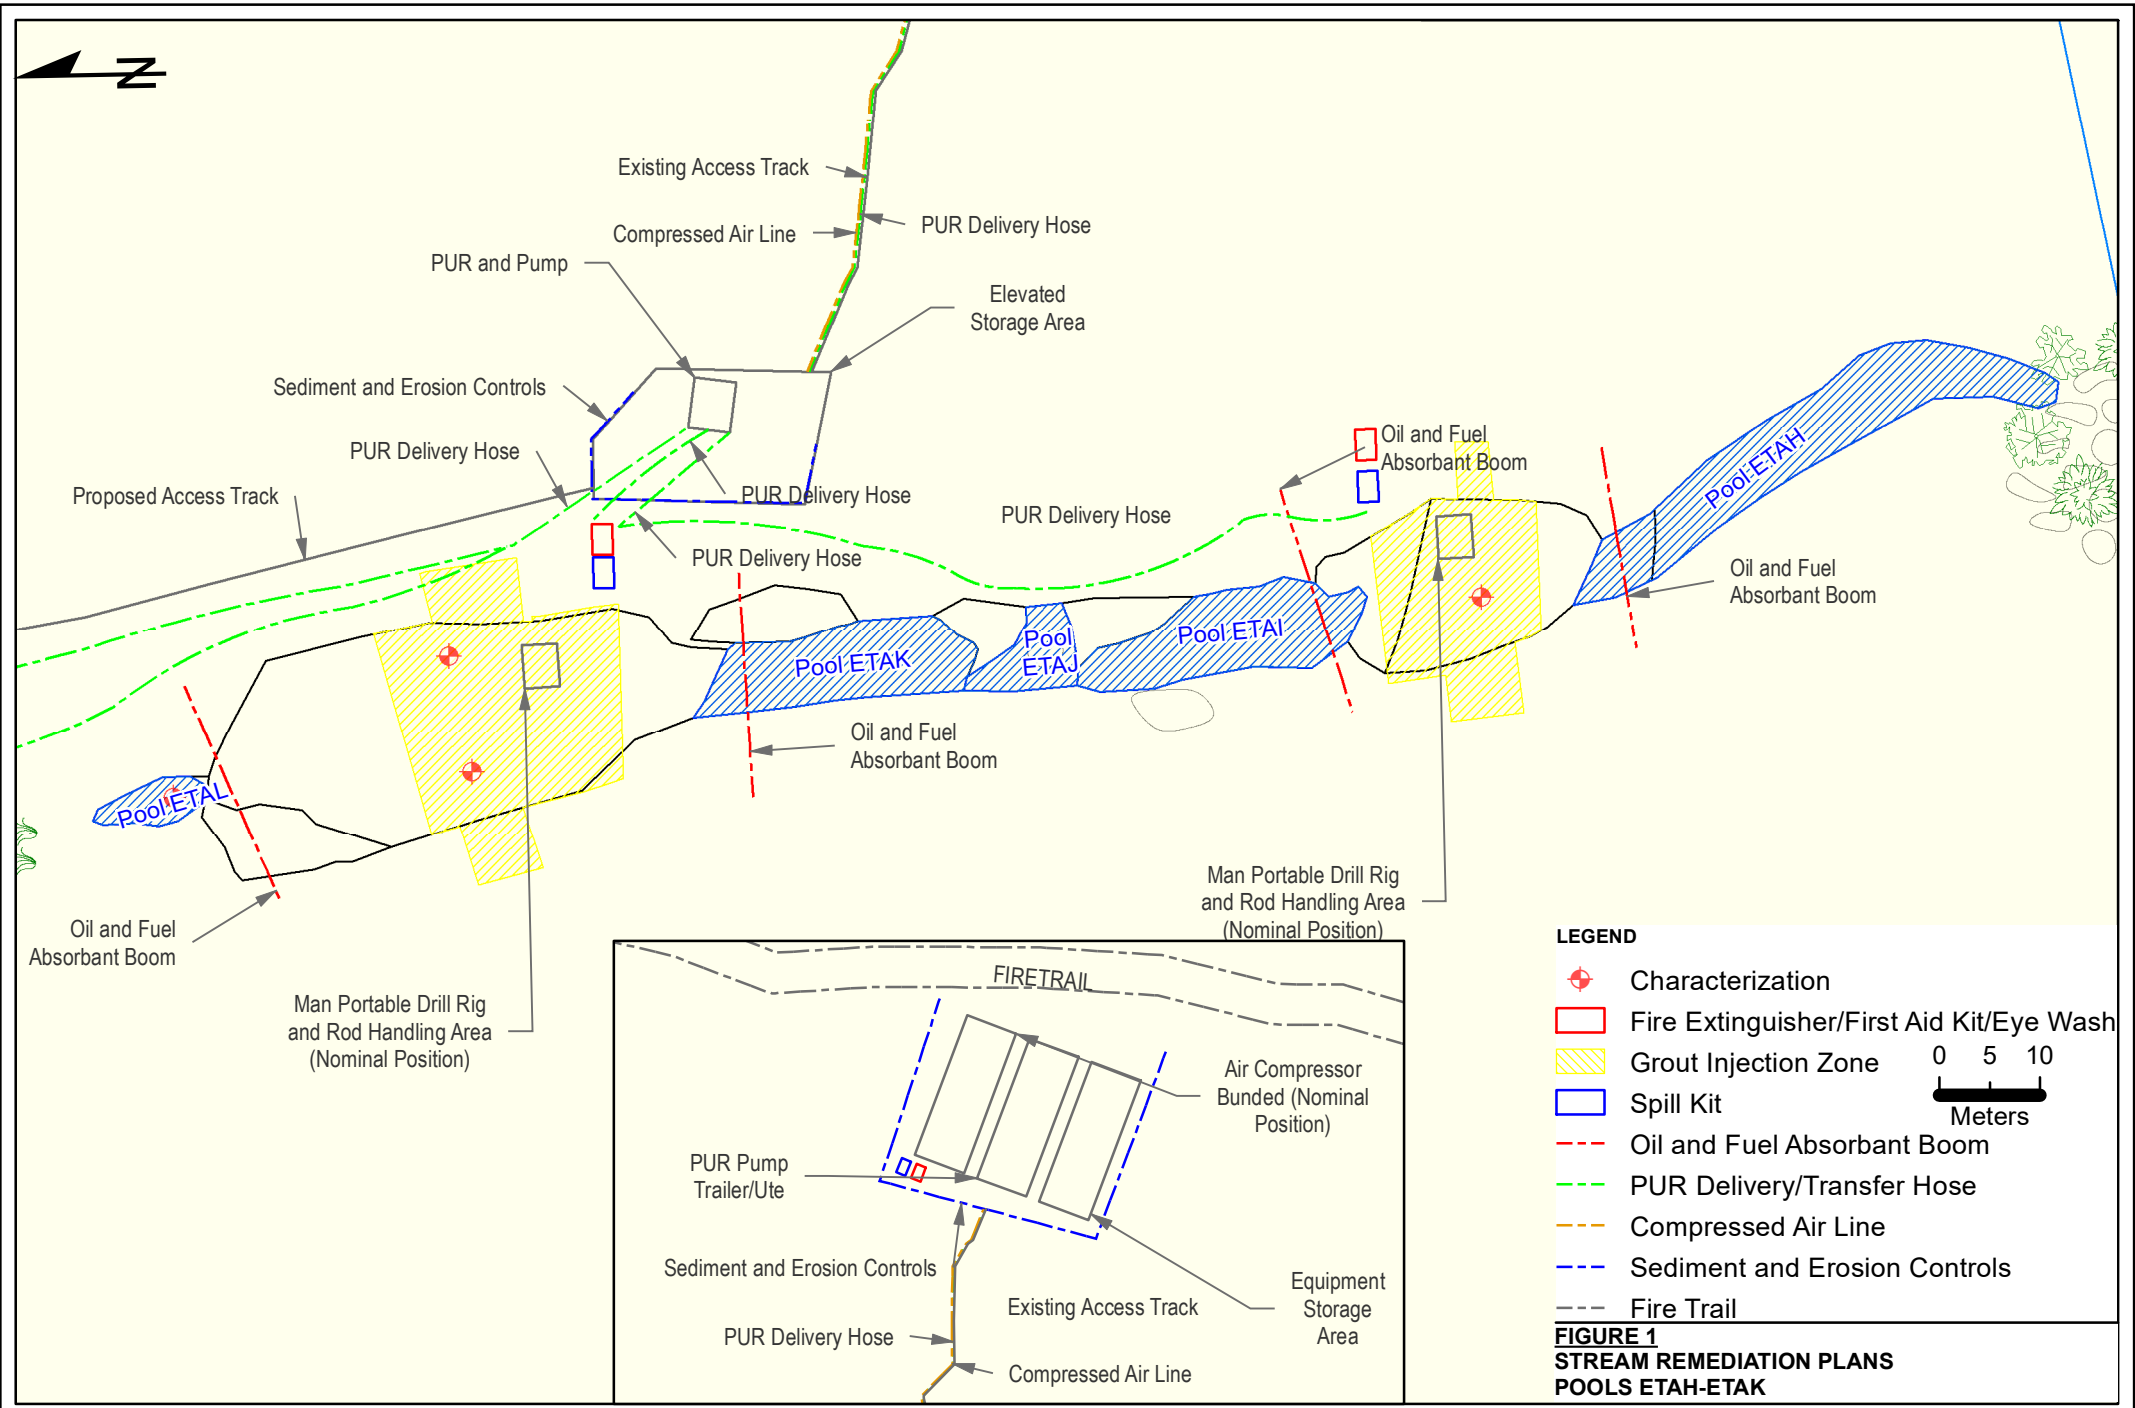 N
Existing Access Track
PUR Delivery Hose
Compressed Air Line
PUR and Pump
Elevated
Storage Area
Sediment and Erosion Controls
PUR Delivery Hose
Proposed Access Track
PUR Delivery Hose
PUR Delivery Hose
PUR Delivery Hose
Oil and Fuel
Absorbant Boom
Pool ETAH
Oil and Fuel
Absorbant Boom
Pool ETAI
Pool
ETAJ
Pool ETAK
Oil and Fuel
Absorbant Boom
Pool ETAL
Oil and Fuel
Absorbant Boom
Man Portable Drill Rig
and Rod Handling Area
(Nominal Position)
Man Portable Drill Rig
and Rod Handling Area
(Nominal Position)
FIRETRAIL
Air Compressor
Bunded (Nominal
Position)
PUR Pump
Trailer/Ute
Sediment and Erosion Controls
Existing Access Track
Equipment
Storage
Area
PUR Delivery Hose
Compressed Air Line
LEGEND
Characterization
Fire Extinguisher/First Aid Kit/Eye Wash
Grout Injection Zone
Spill Kit
Oil and Fuel Absorbant Boom
PUR Delivery/Transfer Hose
Compressed Air Line
Sediment and Erosion Controls
Fire Trail
0 5 10
Meters
FIGURE 1
STREAM REMEDIATION PLANS
POOLS ETAH-ETAK